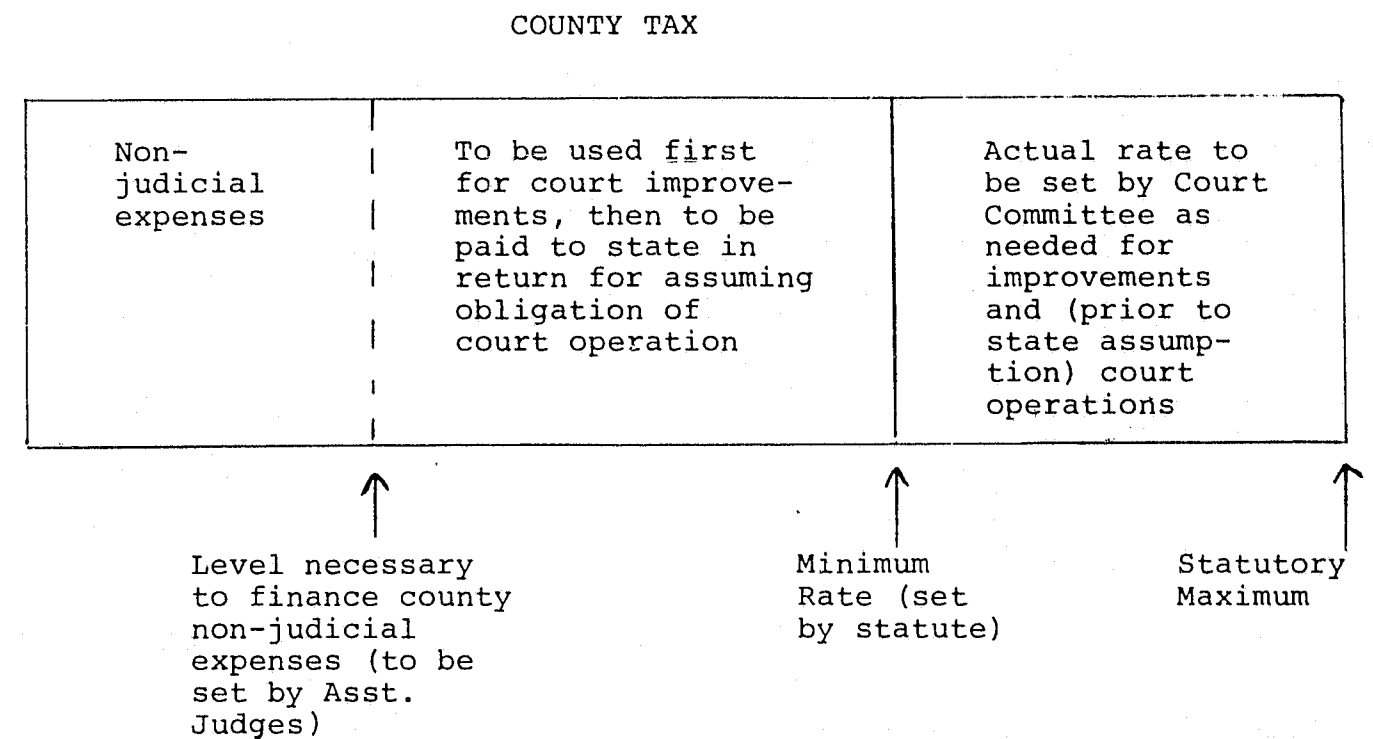 COUNTY TAX
Non-
judicial
expenses
To be used first
for court improve-
ments, then to be
paid to state in
return for assuming
obligation of
court operation
Actual rate to
be set by Court
Committee as
needed for
improvements
and (prior to
state assump-
tion) court
operations
Level necessary
to finance county
non-judicial
expenses (to be
set by Asst.
Judges)
Minimum
Rate (set
by statute)
Statutory
Maximum